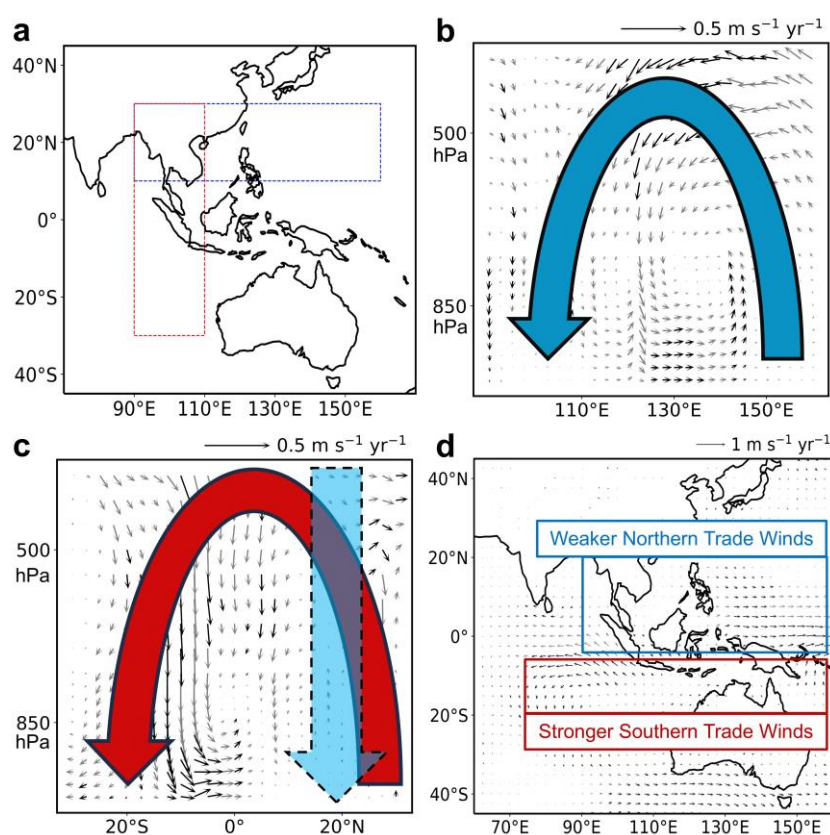 a
40°N
20°N
0°
20°S
40°S
90°E 110°E 130°E 150°E
b
0.5 m s⁻¹ yr⁻¹
500
hPa
850
hPa
110°E 130°E 150°E
c
0.5 m s⁻¹ yr⁻¹
500
hPa
850
hPa
20°S 0° 20°N
d
1 m s⁻¹ yr⁻¹
40°N
20°N
0°
20°S
40°S
Weaker Northern Trade Winds
Stronger Southern Trade Winds
70°E 90°E 110°E 130°E 150°E